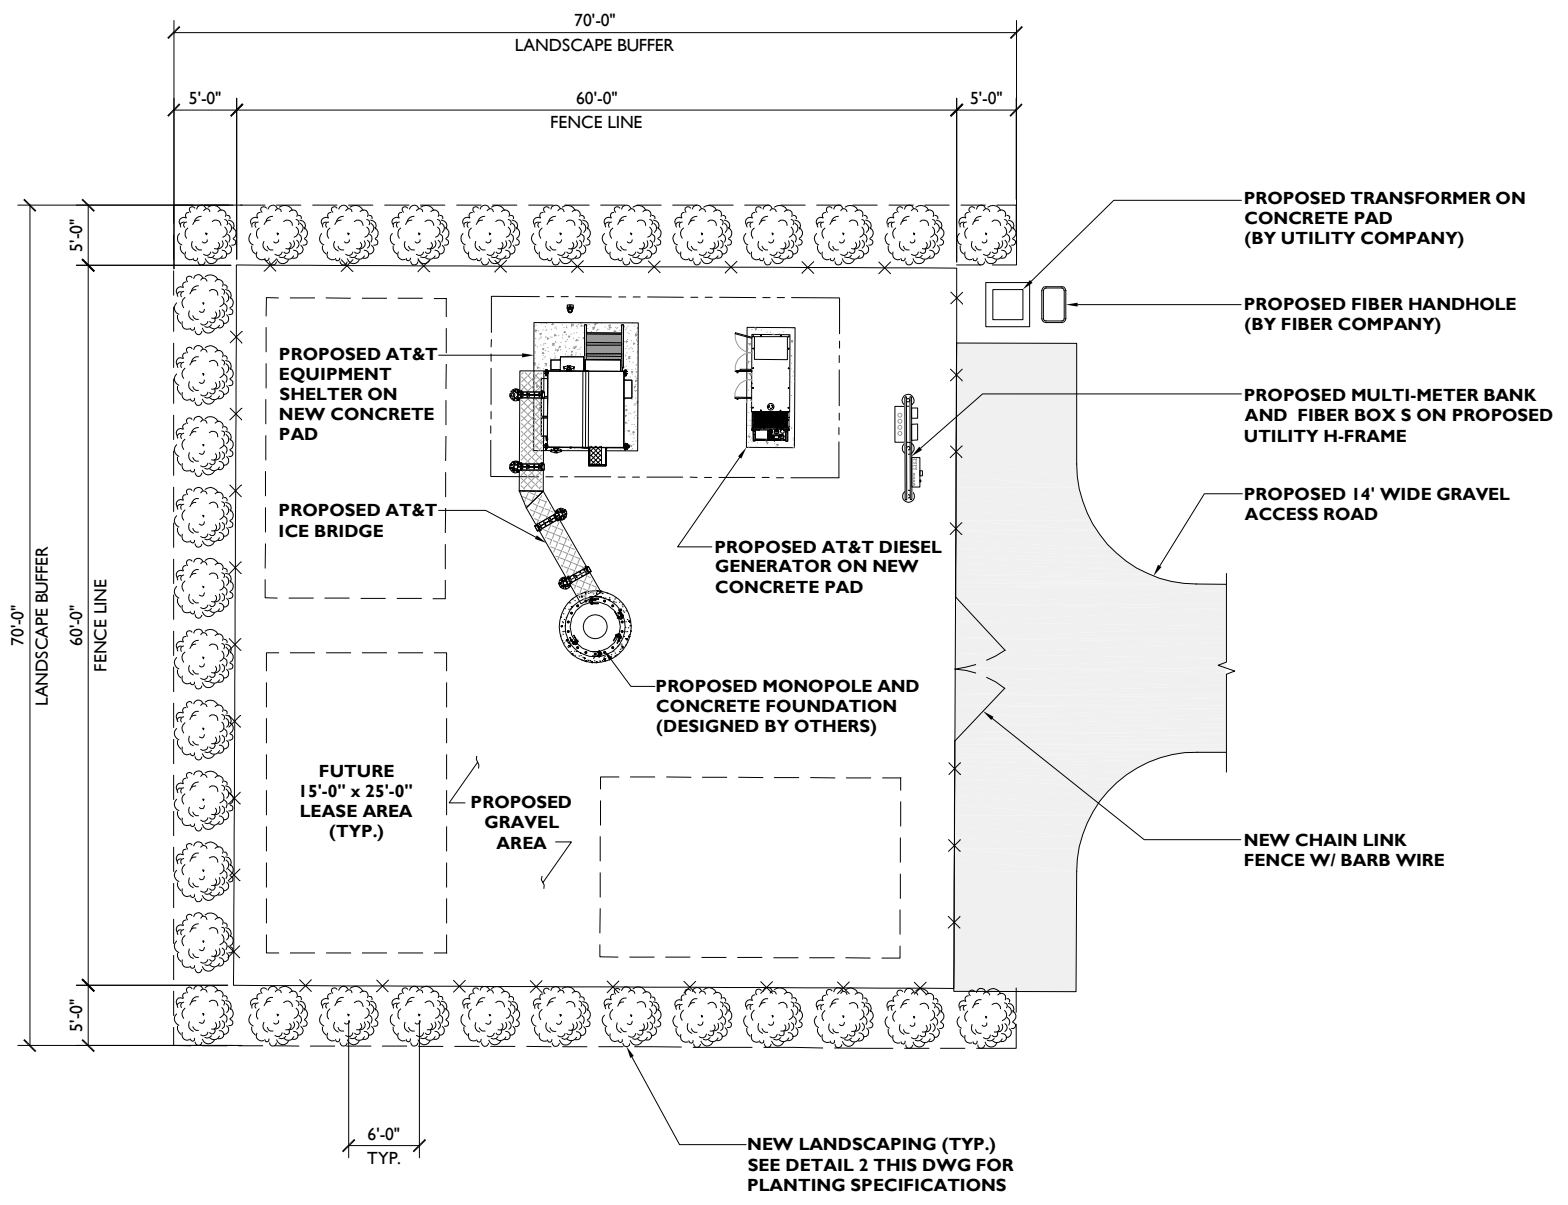 70'-0"
LANDSCAPE BUFFER
5'-0"
60'-0"
5'-0"
FENCE LINE
PROPOSED TRANSFORMER ON
CONCRETE PAD
(BY UTILITY COMPANY)
5'-0"
PROPOSED FIBER HANDHOLE
(BY FIBER COMPANY)
PROPOSED AT&T
EQUIPMENT
SHELTER ON
NEW CONCRETE
PAD
PROPOSED MULTI-METER BANK
AND FIBER BOX S ON PROPOSED
UTILITY H-FRAME
PROPOSED 14' WIDE GRAVEL
ACCESS ROAD
PROPOSED AT&T
ICE BRIDGE
PROPOSED AT&T DIESEL
GENERATOR ON NEW
CONCRETE PAD
70'-0"
LANDSCAPE BUFFER
60'-0"
FENCE LINE
PROPOSED MONOPOLE AND
CONCRETE FOUNDATION
(DESIGNED BY OTHERS)
FUTURE
15'-0" x 25'-0"
LEASE AREA
(TYP.)
PROPOSED
GRAVEL
AREA
NEW CHAIN LINK
FENCE W/ BARB WIRE
5'-0"
6'-0"
TYP.
NEW LANDSCAPING (TYP.)
SEE DETAIL 2 THIS DWG FOR
PLANTING SPECIFICATIONS